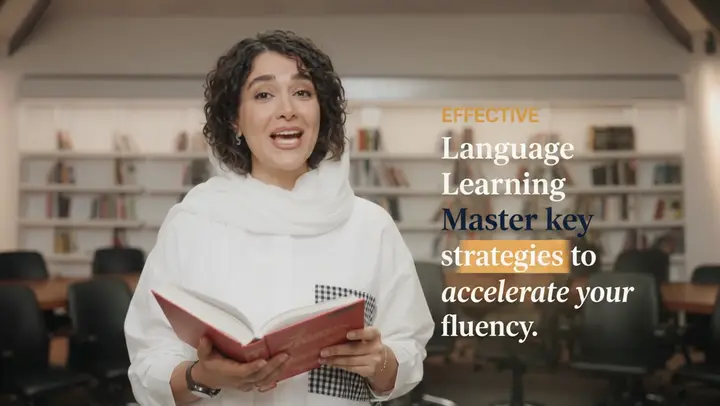 EFFECTIVE
Language
Learning
Master key
strategies to
accelerate your
fluency.